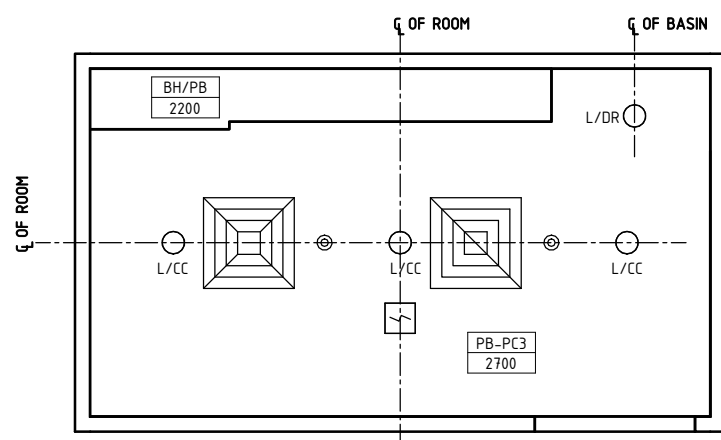 ℄ OF ROOM
℄ OF BASIN
BH/PB
2200
L/DR
℄ OF ROOM
L/CC
L/CC
L/CC
PB-PC3
2700